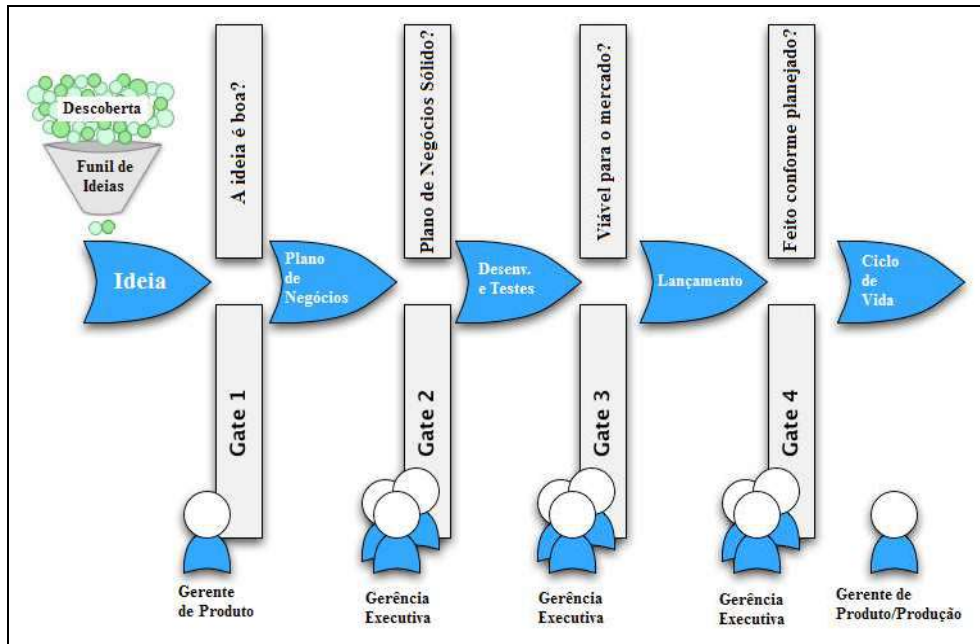 Descoberta
Funil de
Ideias
A ideia é boa?
Plano de Negócios Sólido?
Viável para o mercado?
Feito conforme planejado?
Ideia
Plano
de
Negócios
Desenv.
e Testes
Lançamento
Ciclo
de
Vida
Gate 1
Gate 2
Gate 3
Gate 4
Gerente
de Produto
Gerência
Executiva
Gerência
Executiva
Gerência
Executiva
Gerente de
Produto/Produção